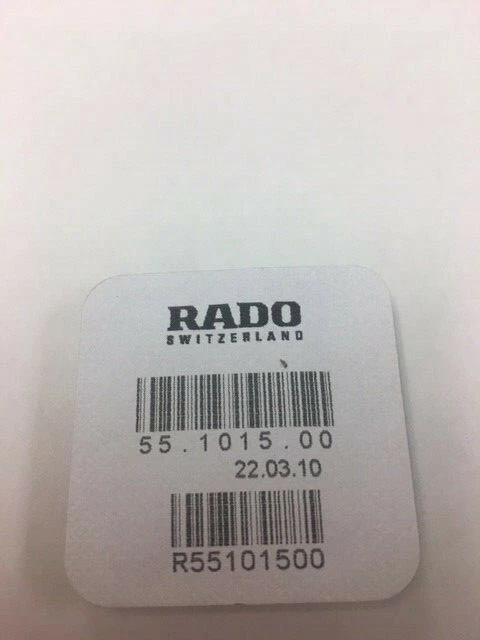 RADO
SWITZERLAND
55.1015.00
22.03.10
R55101500